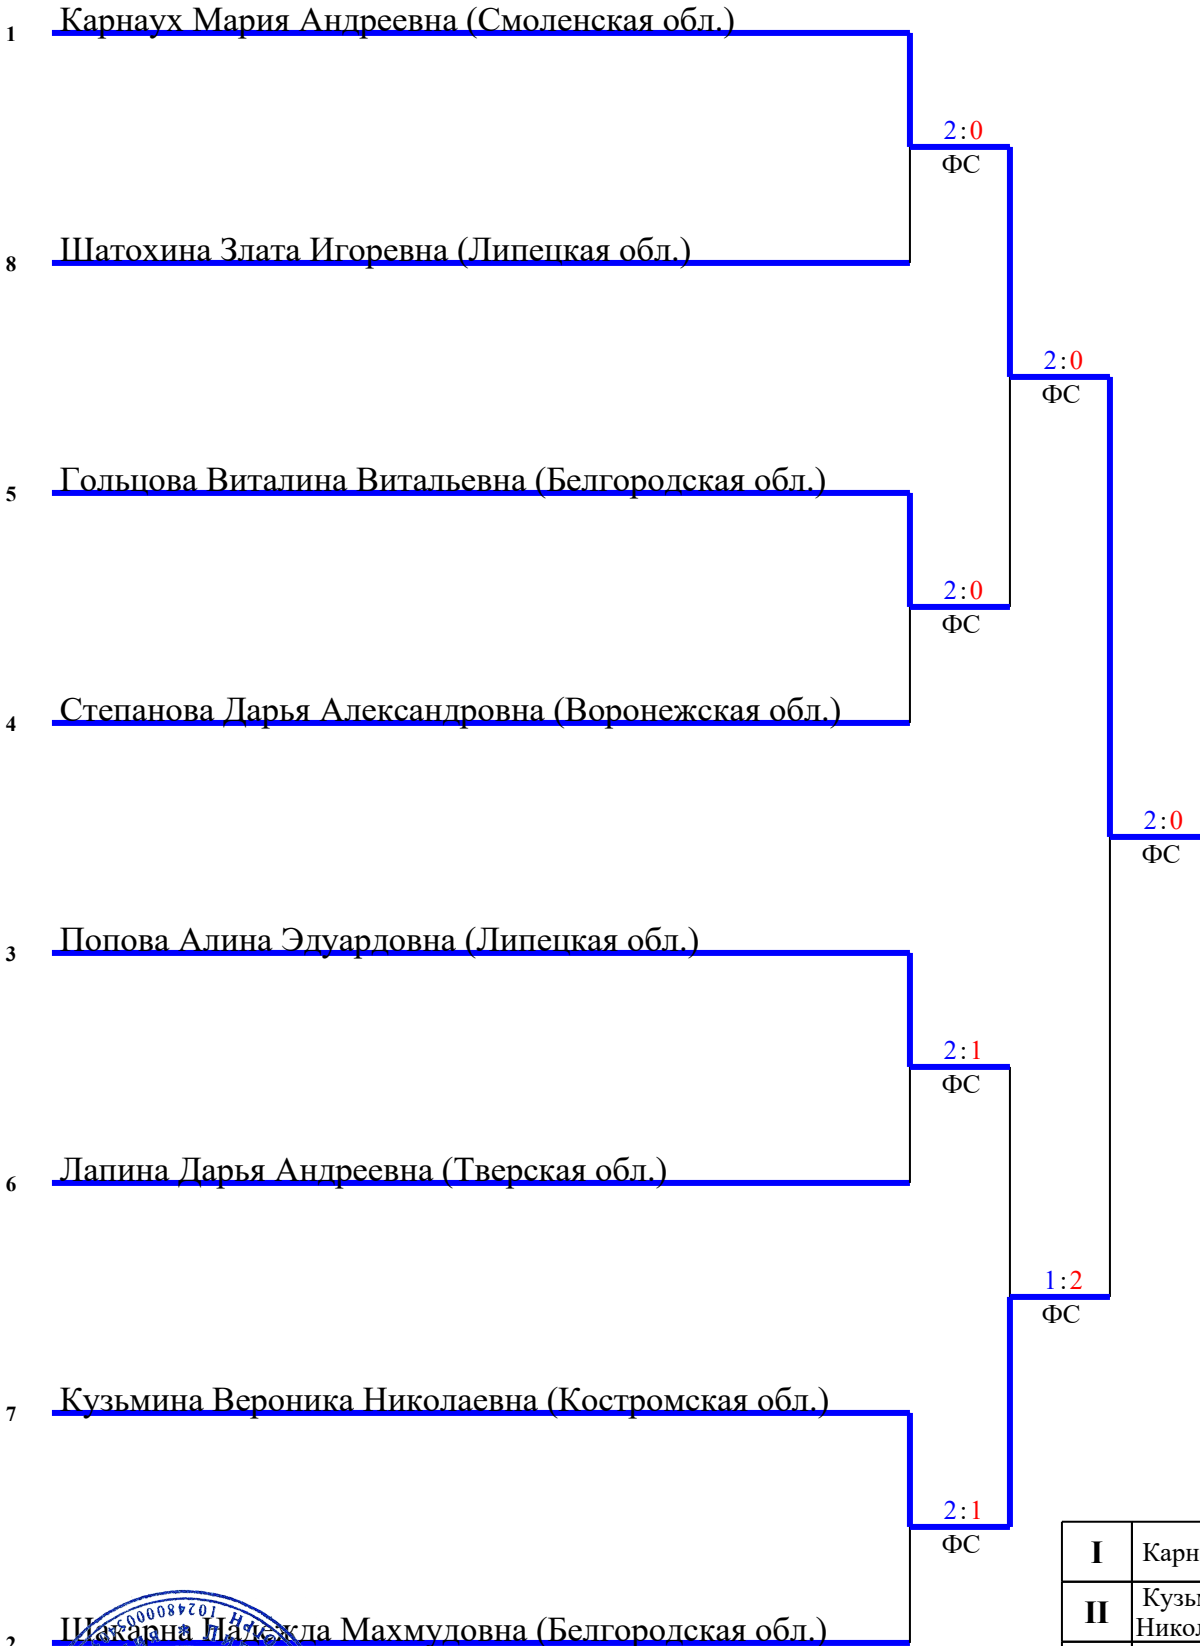 1 Карнаух Мария Андреевна (Смоленская обл.)
2:0
ФС
8 Шатохина Злата Игоревна (Липецкая обл.)
2:0
ФС
5 Гольцова Виталина Витальевна (Белгородская обл.)
2:0
ФС
4 Степанова Дарья Александровна (Воронежская обл.)
2:0
ФС
3 Попова Алина Эдуардовна (Липецкая обл.)
2:1
ФС
6 Лапина Дарья Андреевна (Тверская обл.)
1:2
ФС
7 Кузьмина Вероника Николаевна (Костромская обл.)
2:1
ФС
I Карн
II Кузьм
Никол
2 Шакарна Надежда Махмудовна (Белгородская обл.)